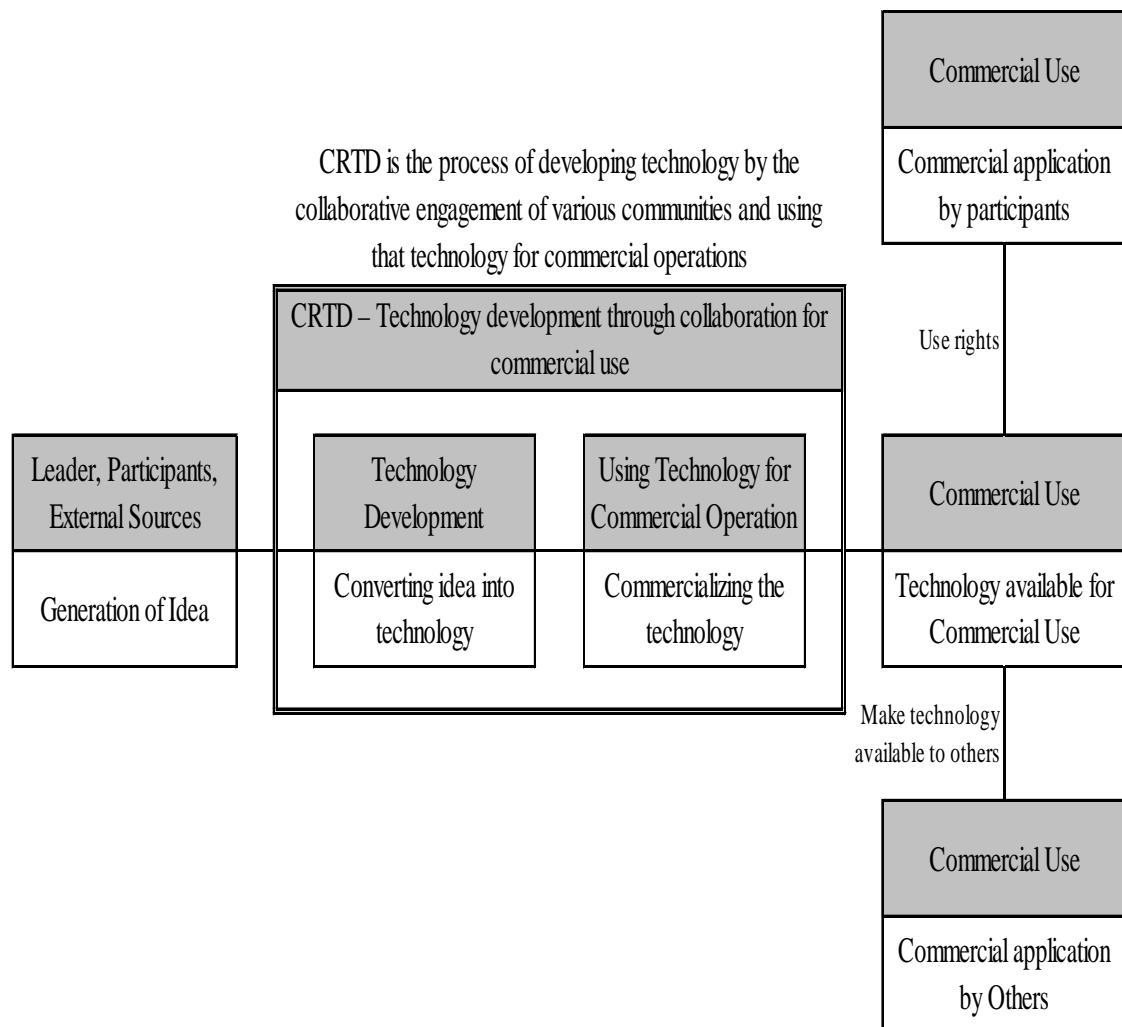 Commercial Use
Commercial application
by participants
CRTD is the process of developing technology by the
collaborative engagement of various communities and using
that technology for commercial operations
CRTD – Technology development through collaboration for
commercial use
Use rights
Leader, Participants,
External Sources
Generation of Idea
Technology
Development
Converting idea into
technology
Using Technology for
Commercial Operation
Commercializing the
technology
Commercial Use
Technology available for
Commercial Use
Make technology
available to others
Commercial Use
Commercial application
by Others